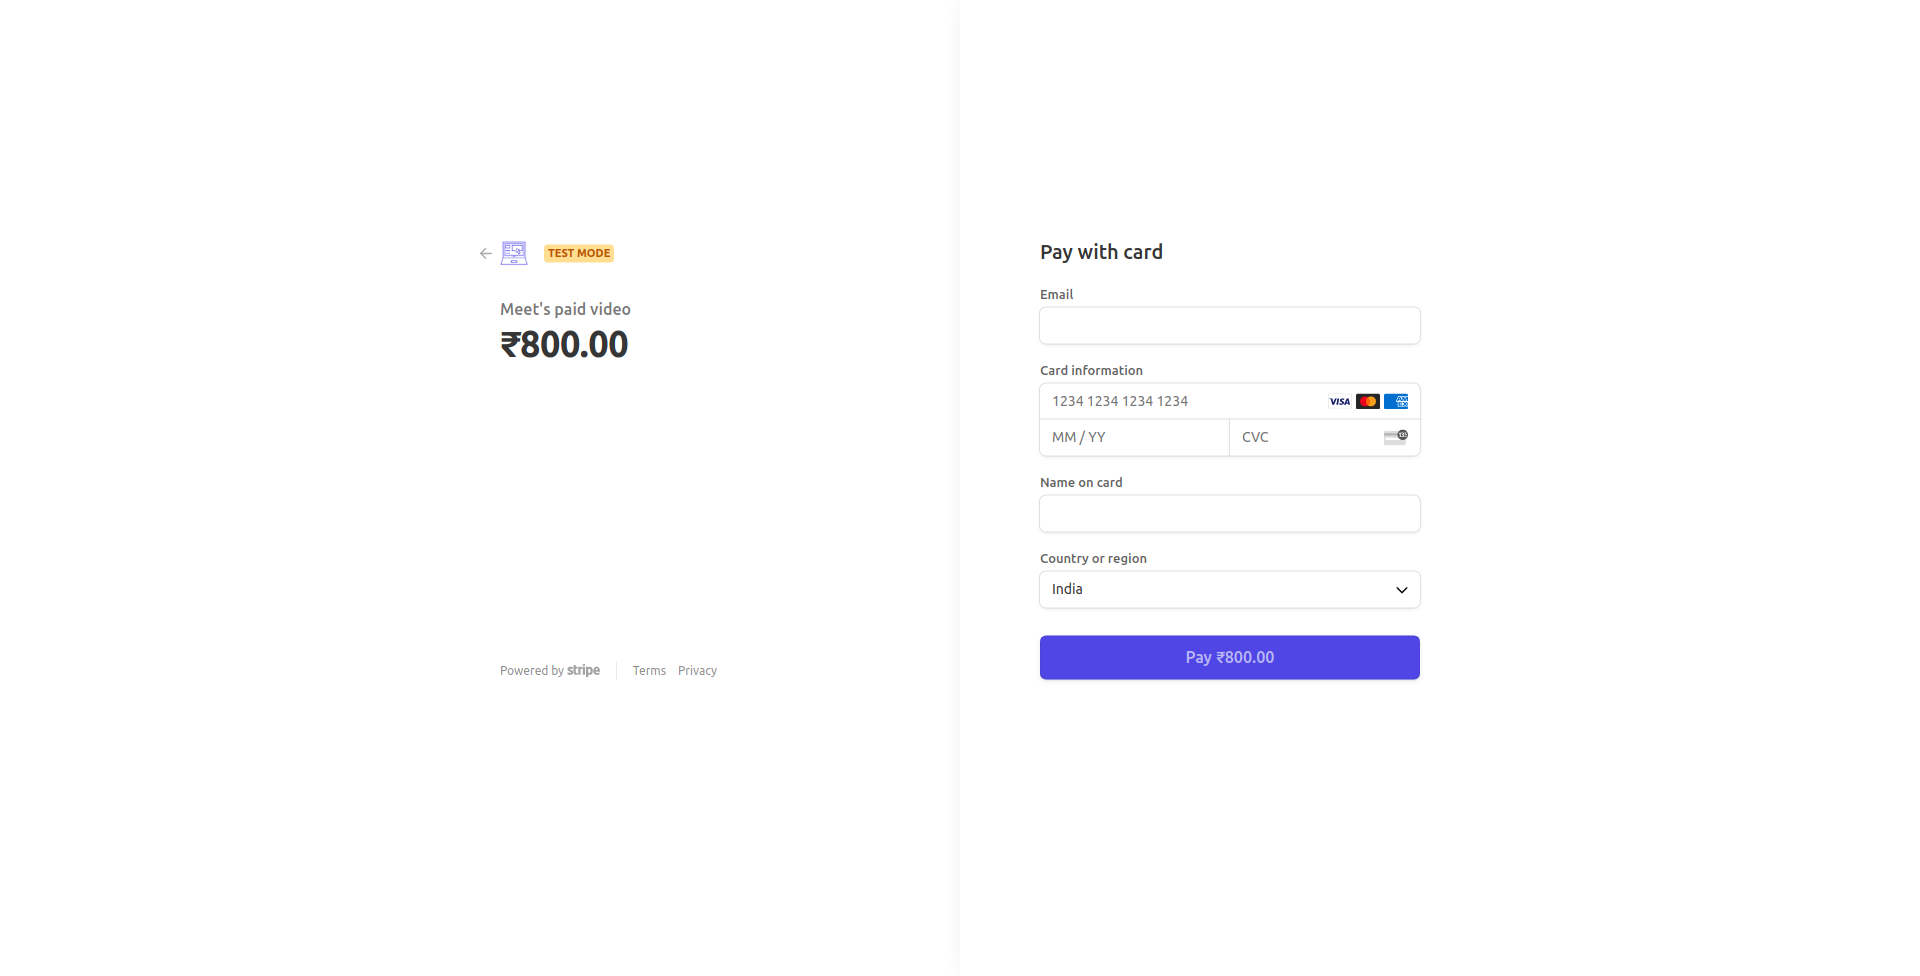 TEST MODE
Meet's paid video
₹800.00
Powered by stripe
Terms Privacy
Pay with card
Email
Card information
1234 1234 1234 1234
VISA
MM / YY
CVC
Name on card
Country or region
India
Pay ₹800.00